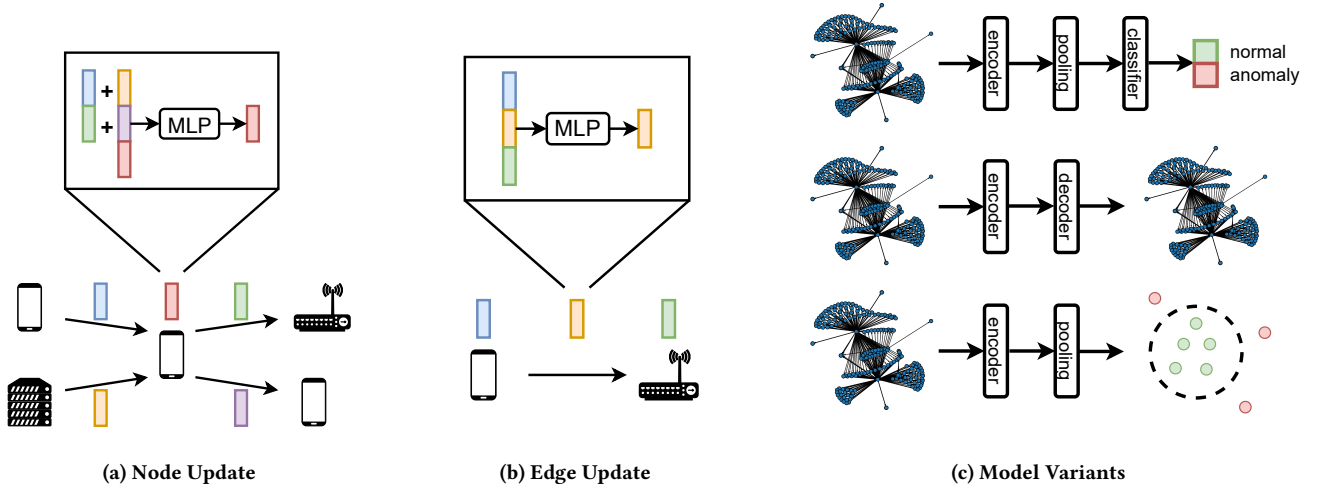 +
+
MLP
(a) Node Update
MLP
(b) Edge Update
encoder
pooling
classifier
normal
anomaly
encoder
decoder
encoder
pooling
(c) Model Variants